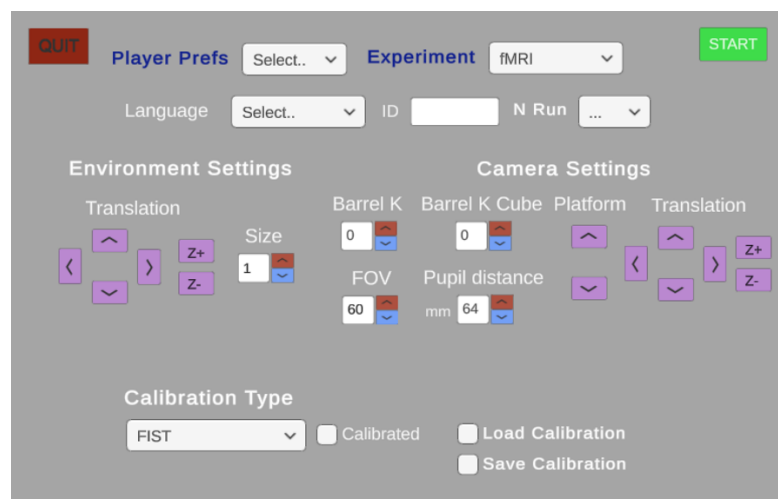 QUIT
Player Prefs Select.. Experiment fMRI START
Language Select.. ID N Run ...
Environment Settings Camera Settings
Translation Barrel K Barrel K Cube Platform Translation
Size 0 0
Z+ Z+
1 Z- FOV Pupil distance Z-
60 mm 64
Calibration Type
FIST Calibrated Load Calibration
Save Calibration